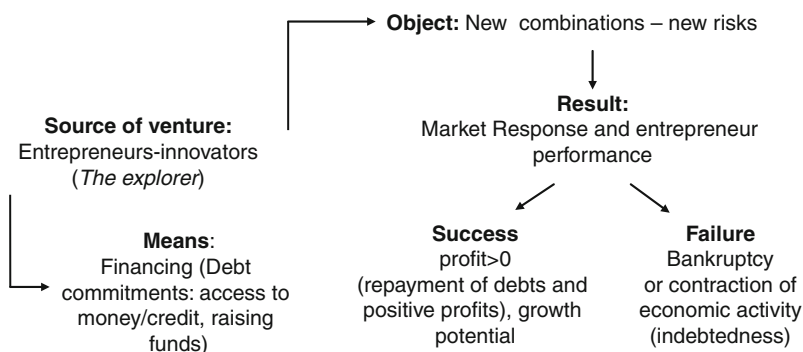 Object: New combinations – new risks
Result:
Market Response and entrepreneur
performance
Source of venture:
Entrepreneurs-innovators
(The explorer)
Means:
Financing (Debt
commitments: access to
money/credit, raising
funds)
Success
profit>0
(repayment of debts and
positive profits), growth
potential
Failure
Bankruptcy
or contraction of
economic activity
(indebtedness)